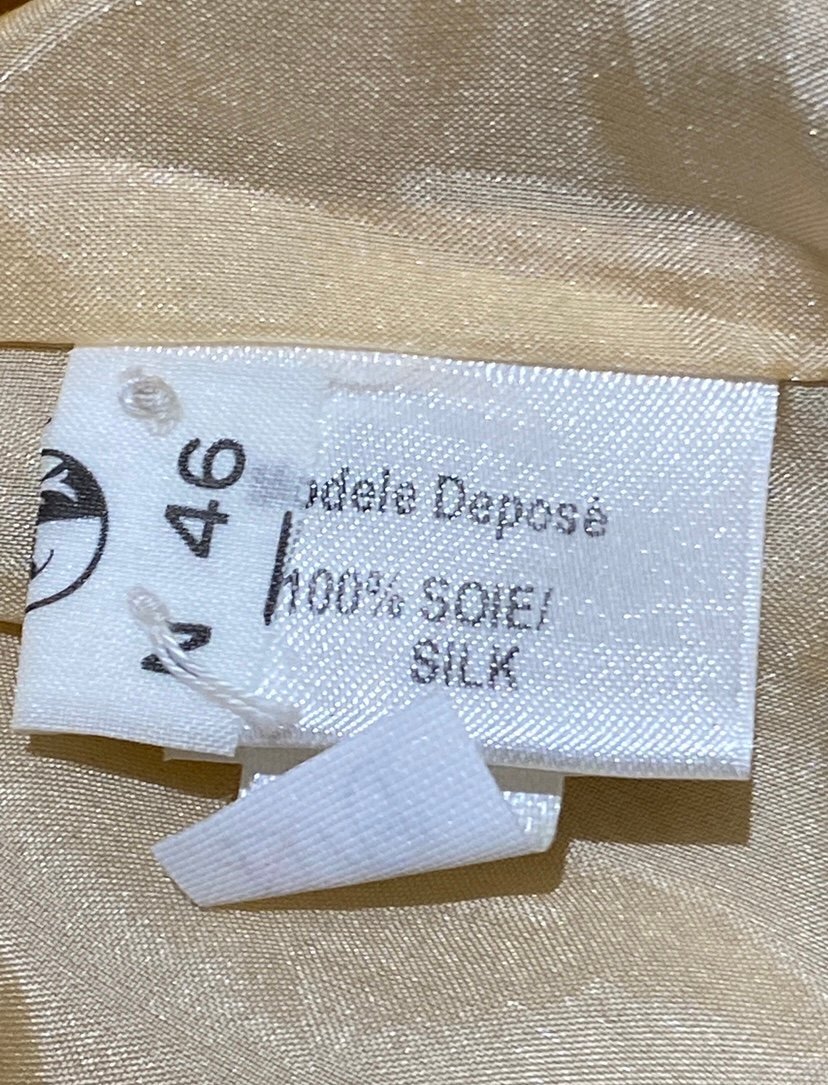 N 46
odele Deposé
100% SOIE/
SILK